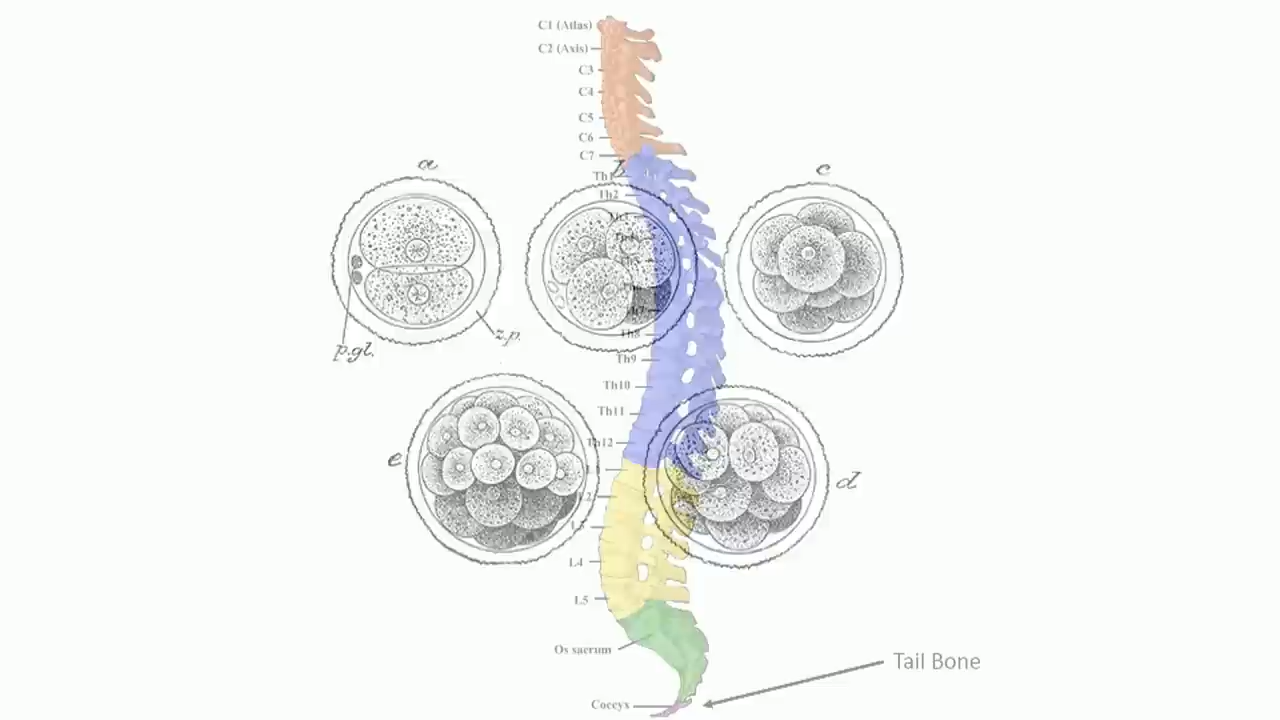 C1 (Atlas)
C2 (Axis)
C3
C4
C5
C6
C7
a
b
c
Th1
Th2
Th8
p.gl.
z.p.
Th9
Th10
Th11
Th12
e
d
L2
L3
L4
L5
Os sacrum
Tail Bone
Coccyx